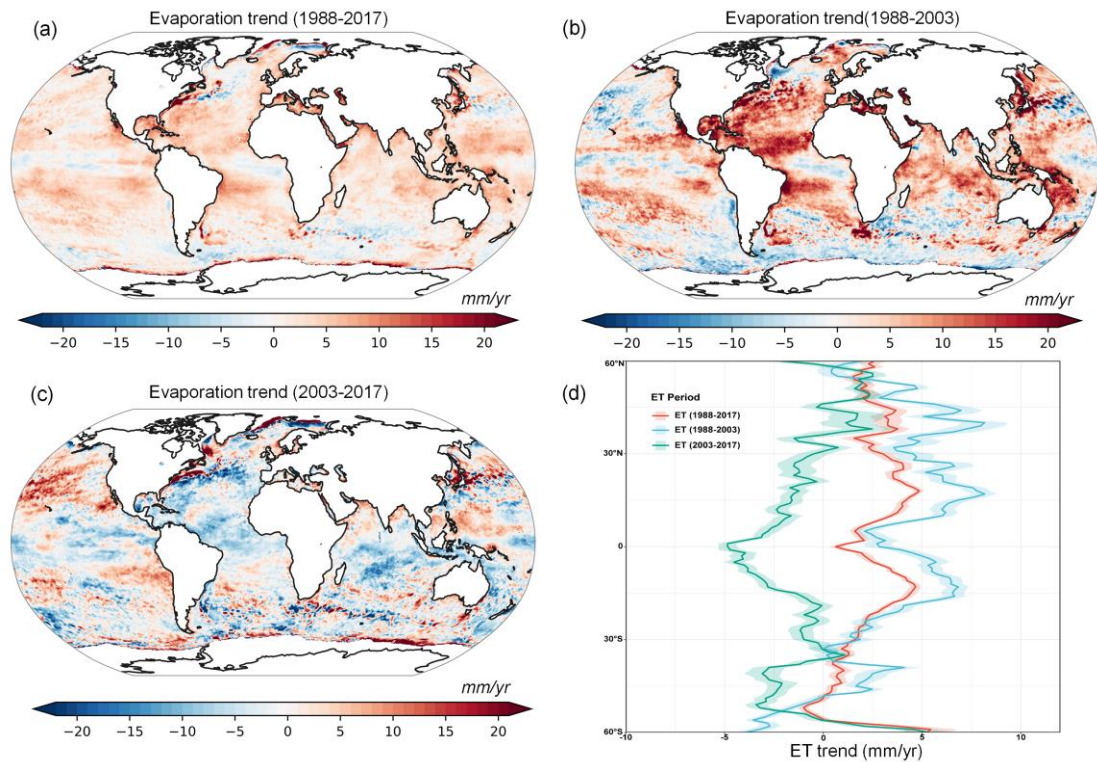 Evaporation trend (1988-2017)
(a)
mm/yr
−20 −15 −10 −5 0 5 10 15 20
Evaporation trend(1988-2003)
(b)
mm/yr
−20 −15 −10 −5 0 5 10 15 20
Evaporation trend (2003-2017)
(c)
mm/yr
−20 −15 −10 −5 0 5 10 15 20
(d)
60°N
30°N
0
30°S
60°S
ET Period
ET (1988-2017)
ET (1988-2003)
ET (2003-2017)
-10 -5 0 5 10
ET trend (mm/yr)